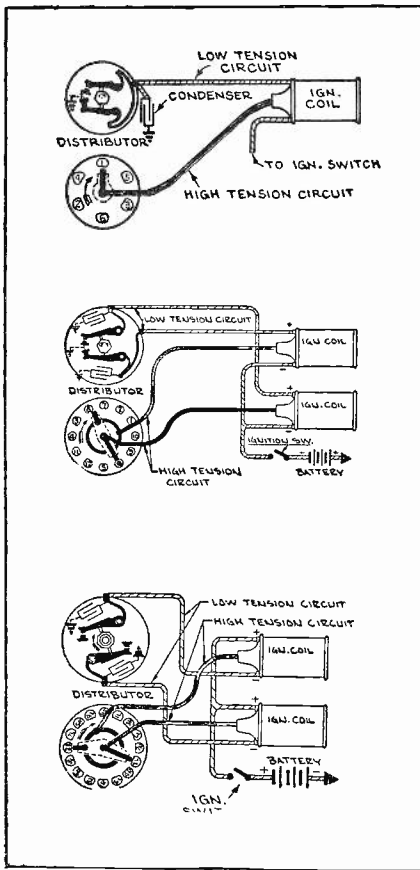 LOW TENSION
CIRCUIT
CONDENSER
IGN.
COIL
DISTRIBUTOR
TO IGN. SWITCH
HIGH TENSION CIRCUIT
LOW TENSION CIRCUIT
IGN COIL
DISTRIBUTOR
IGN. COIL
IGNITION SW.
HIGH TENSION
CIRCUIT
BATTERY
LOW TENSION CIRCUIT
HIGH TENSION CIRCUIT
IGN. COIL
DISTRIBUTOR
IGN. COIL
BATTERY
IGN.